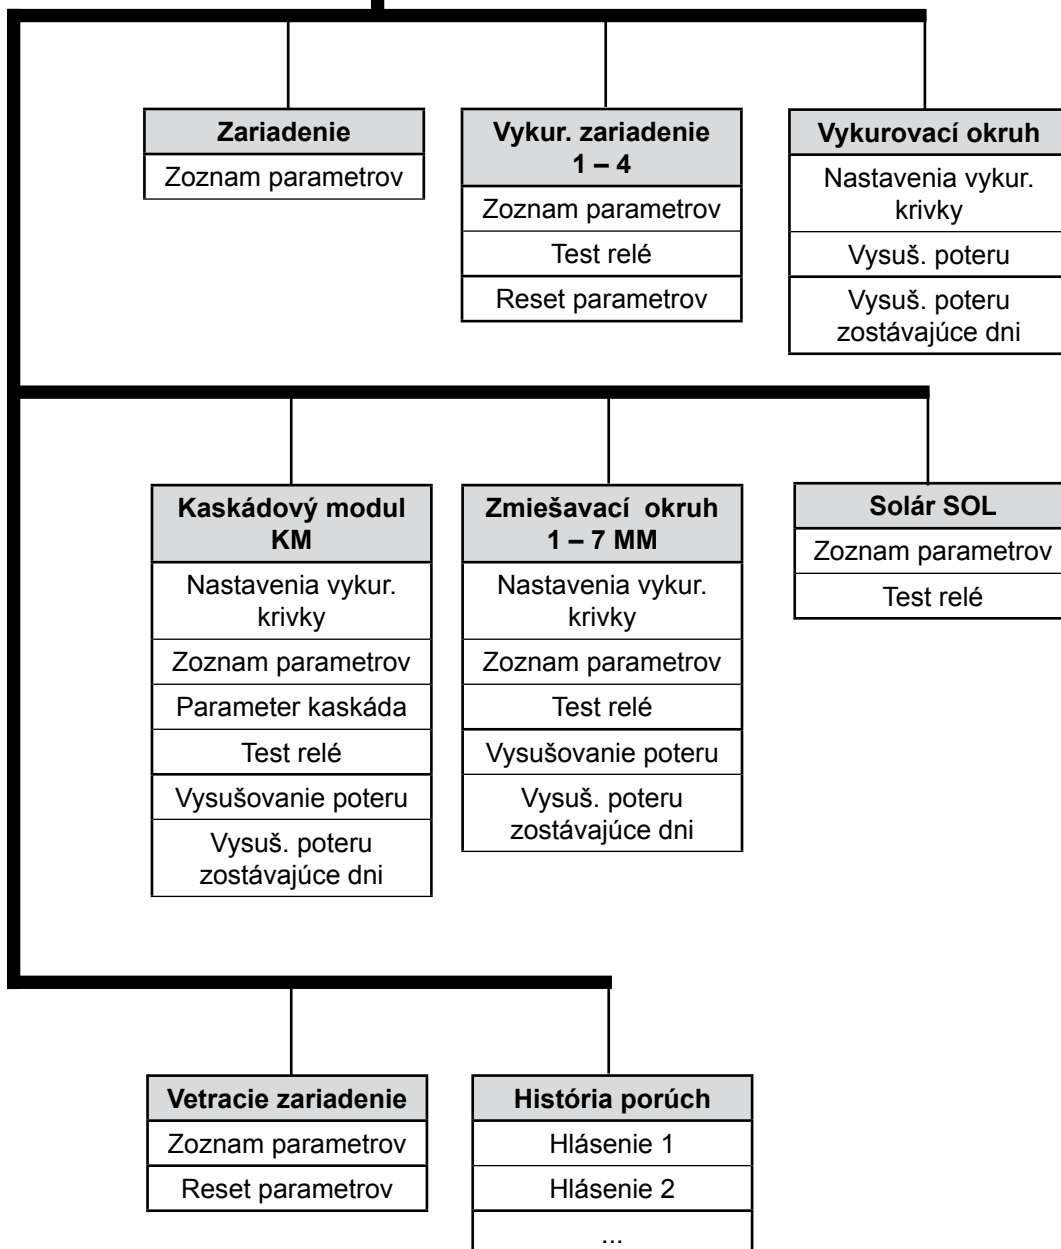 Zariadenie
Zoznam parametrov
Vykur. zariadenie
1 – 4
Zoznam parametrov
Test relé
Reset parametrov
Vykurovací okruh
Nastavenia vykur.
krivky
Vysuš. poteru
Vysuš. poteru
zostávajúce dni
Kaskádový modul
KM
Nastavenia vykur.
krivky
Zoznam parametrov
Parameter kaskáda
Test relé
Vysušovanie poteru
Vysuš. poteru
zostávajúce dni
Zmiešavací okruh
1 – 7 MM
Nastavenia vykur.
krivky
Zoznam parametrov
Test relé
Vysušovanie poteru
Vysuš. poteru
zostávajúce dni
Solár SOL
Zoznam parametrov
Test relé
Vetracie zariadenie
Zoznam parametrov
Reset parametrov
História porúch
Hlásenie 1
Hlásenie 2
...